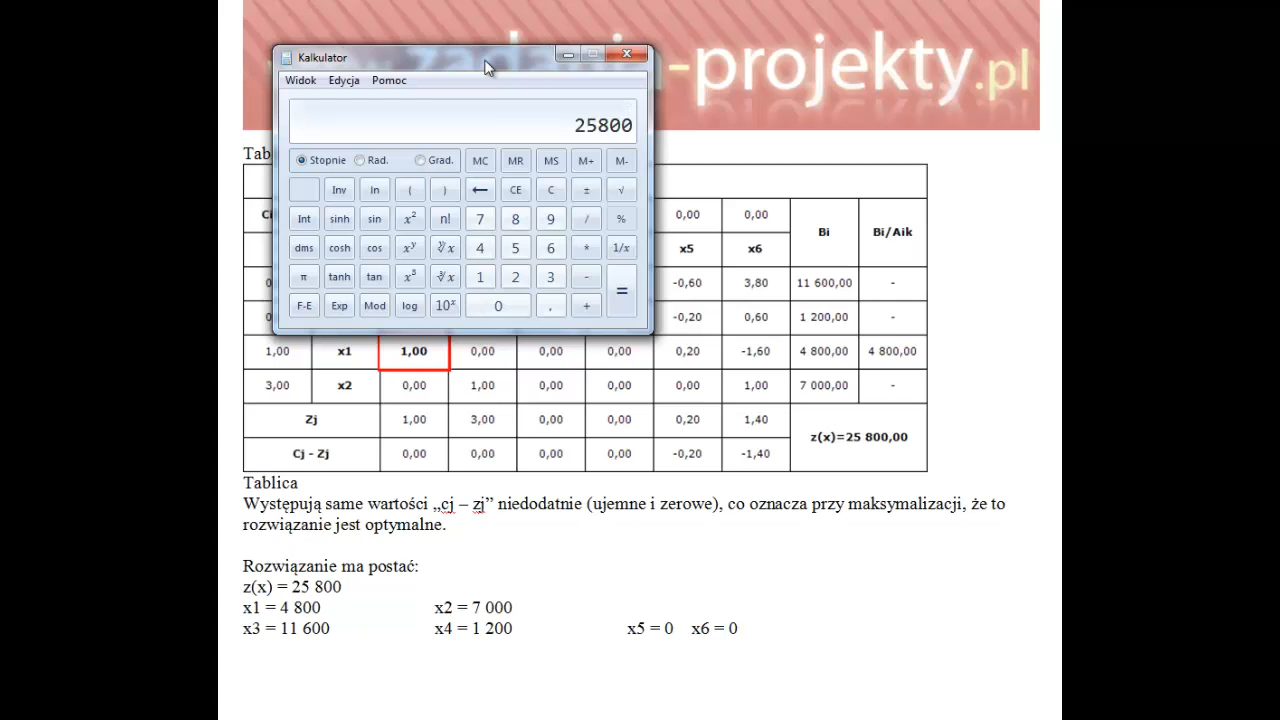 -projekty.pl
Kalkulator
Widok Edycja Pomoc
25800
Stopnie Rad. Grad. MC MR MS M+ M-
Inv ln ( ) ← CE C ± √
Int sinh sin x² n! 7 8 9 / %
dms cosh cos xʸ ʸ√x 4 5 6 * 1/x
π tanh tan x³ ³√x 1 2 3 - =
F-E Exp Mod log 10ˣ 0 , +
Tab
0,00 0,00 Bi Bi/Aik
x5 x6
-0,60 3,80 11 600,00 -
-0,20 0,60 1 200,00 -
1,00 x1 1,00 0,00 0,00 0,00 0,20 -1,60 4 800,00 4 800,00
3,00 x2 0,00 1,00 0,00 0,00 0,00 1,00 7 000,00 -
Zj 1,00 3,00 0,00 0,00 0,20 1,40 z(x)=25 800,00
Cj - Zj 0,00 0,00 0,00 0,00 -0,20 -1,40
Tablica
Występują same wartości „cj – zj” niedodatnie (ujemne i zerowe), co oznacza przy maksymalizacji, że to
rozwiązanie jest optymalne.
Rozwiązanie ma postać:
z(x) = 25 800
x1 = 4 800 x2 = 7 000
x3 = 11 600 x4 = 1 200 x5 = 0 x6 = 0